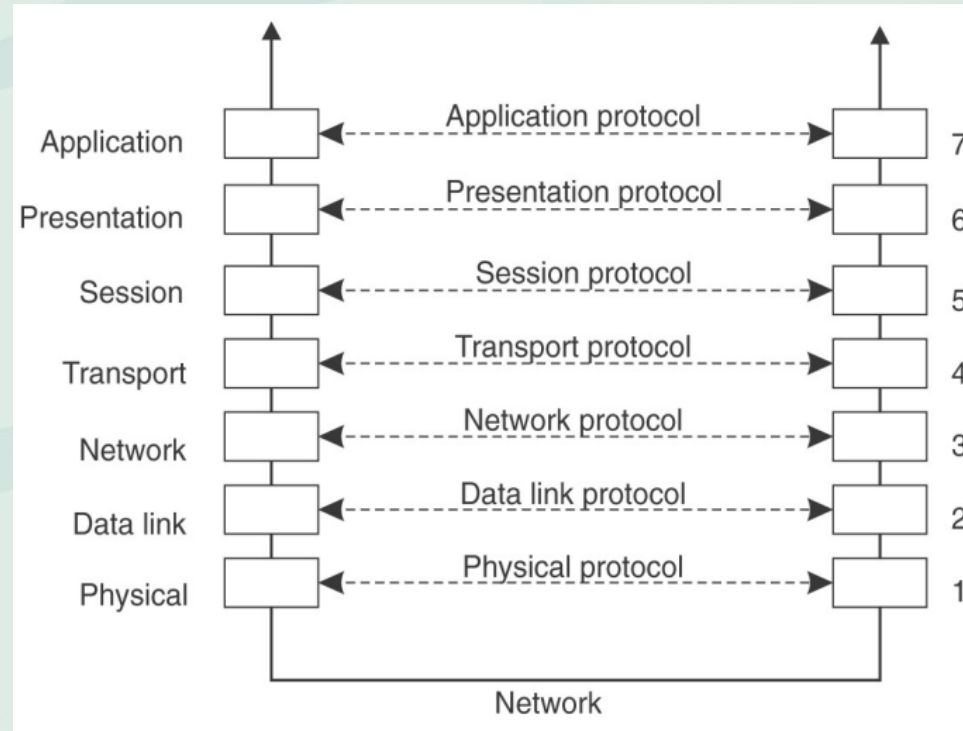 Application protocol
Application
7
Presentation protocol
Presentation
6
Session protocol
Session
5
Transport protocol
Transport
4
Network protocol
Network
3
Data link protocol
Data link
2
Physical protocol
Physical
1
Network